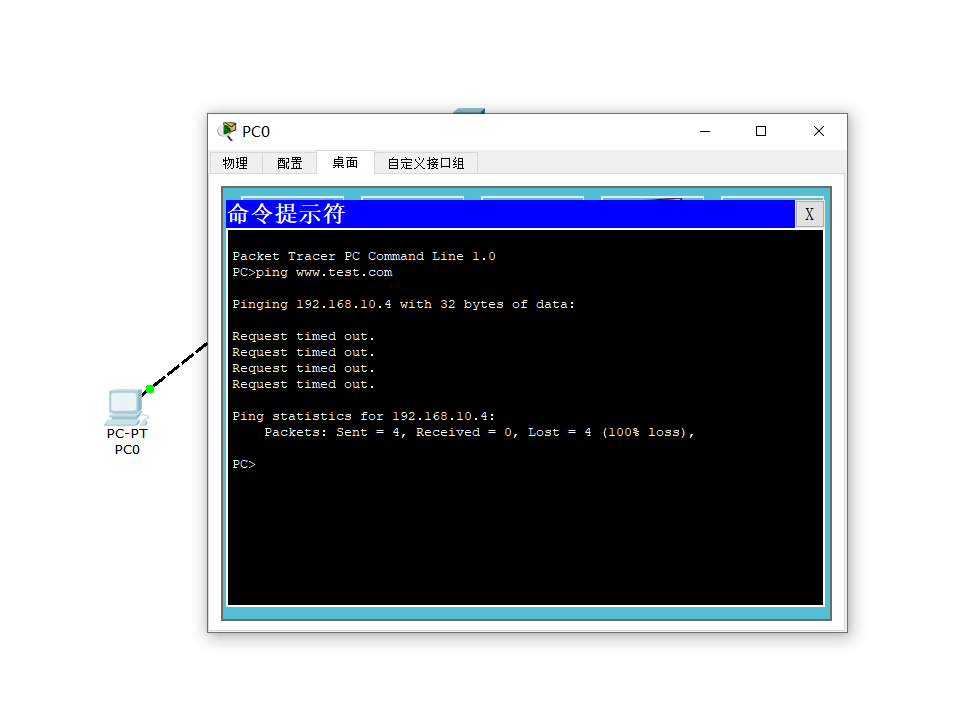 PC0
物理 配置 桌面 自定义接口组
命令提示符 X
Packet Tracer PC Command Line 1.0
PC>ping www.test.com
Pinging 192.168.10.4 with 32 bytes of data:
Request timed out.
Request timed out.
Request timed out.
Request timed out.
Ping statistics for 192.168.10.4:
Packets: Sent = 4, Received = 0, Lost = 4 (100% loss),
PC>
PC-PT
PC0